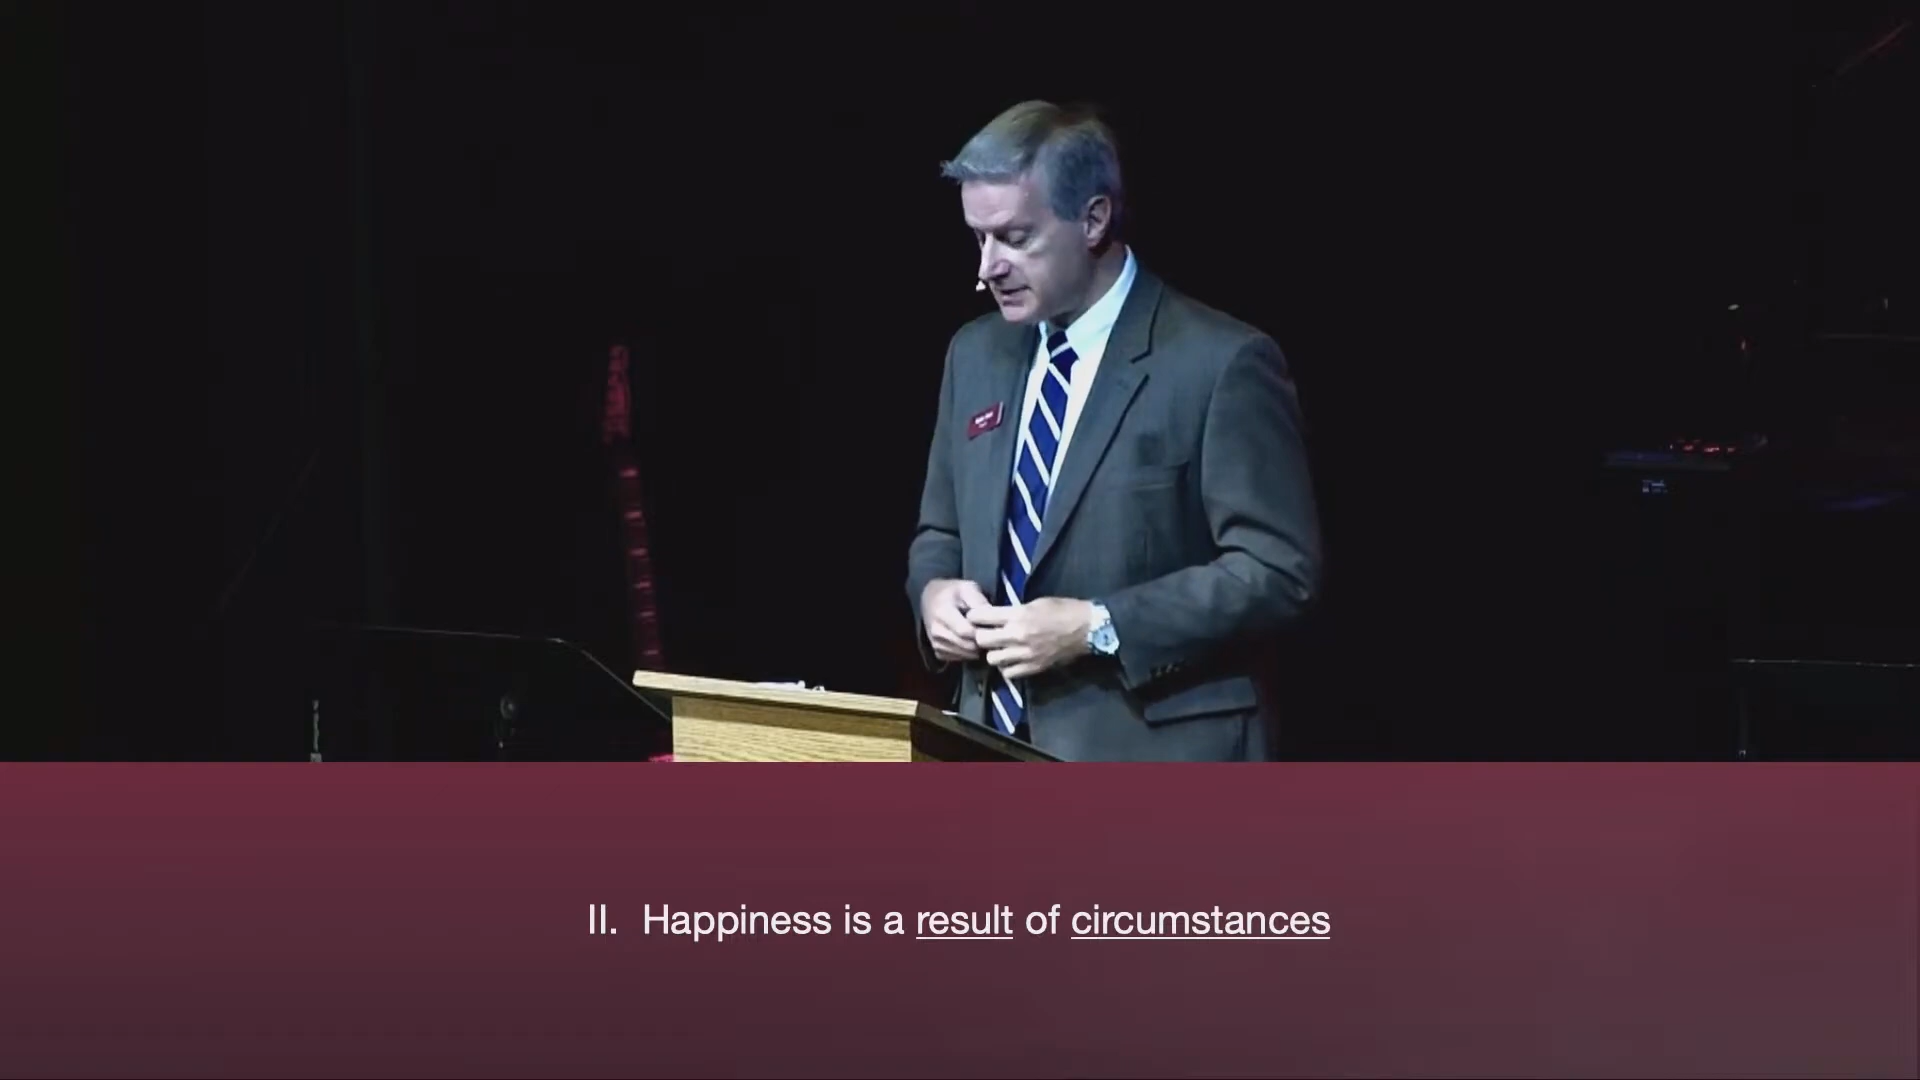 II. Happiness is a result of circumstances